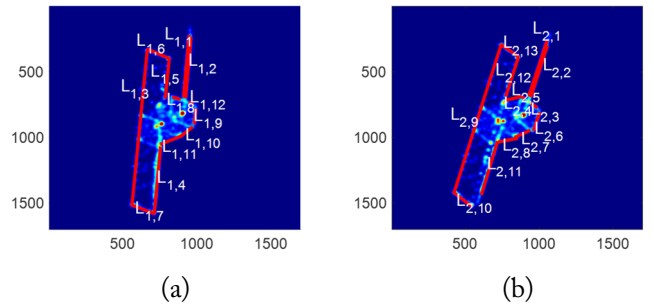 L1,1
L1,6
L1,2
L1,5
L1,3
L1,8
L1,12
L1,9
L1,10
L1,11
L1,4
L1,7
500
1000
1500
500
1000
1500
(a)
L2,1
L2,13
L2,2
L2,12
L2,5
L2,4
L2,9
L2,3
L2,6
L2,7
L2,8
L2,11
L2,10
500
1000
1500
500
1000
1500
(b)